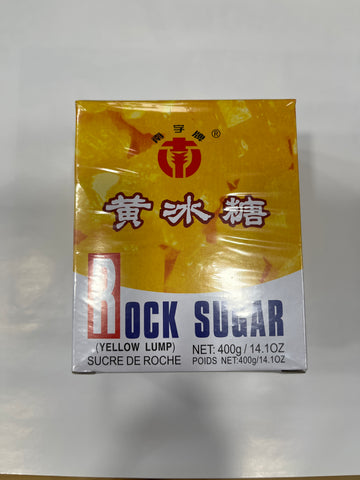 南字牌®
黄冰糖
ROCK SUGAR
(YELLOW LUMP)
SUCRE DE ROCHE
NET: 400g/14.1OZ
POIDS NET:400g/14.1OZ